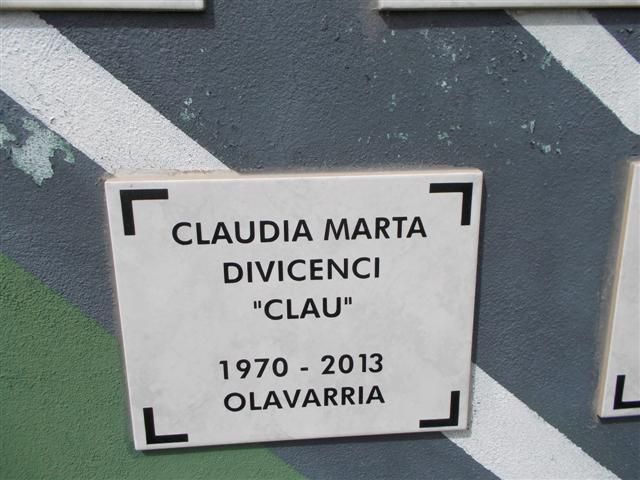 CLAUDIA MARTA
DIVICENCI
"CLAU"
1970 - 2013
OLAVARRIA